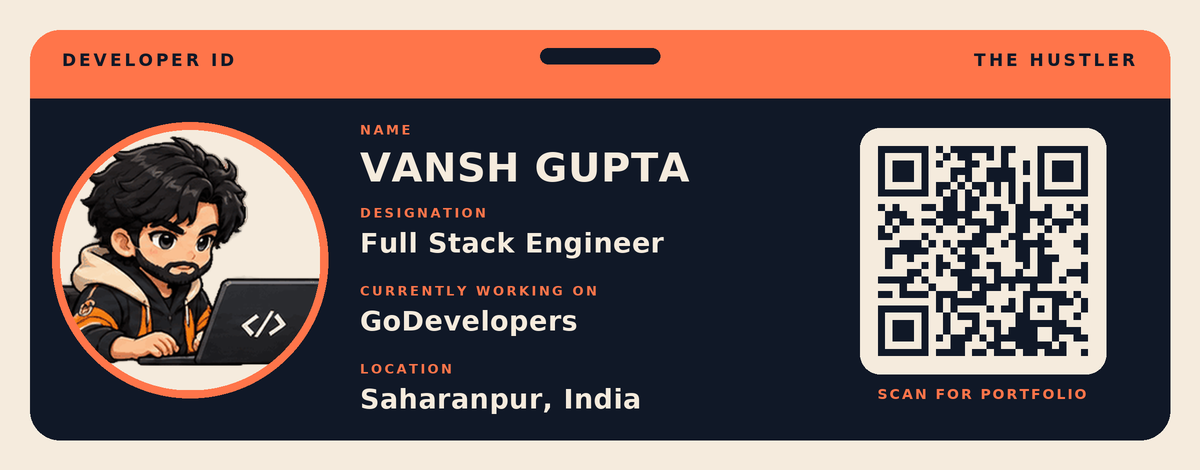 DEVELOPER ID
THE HUSTLER
NAME
VANSH GUPTA
DESIGNATION
Full Stack Engineer
CURRENTLY WORKING ON
GoDevelopers
LOCATION
Saharanpur, India
</>
SCAN FOR PORTFOLIO